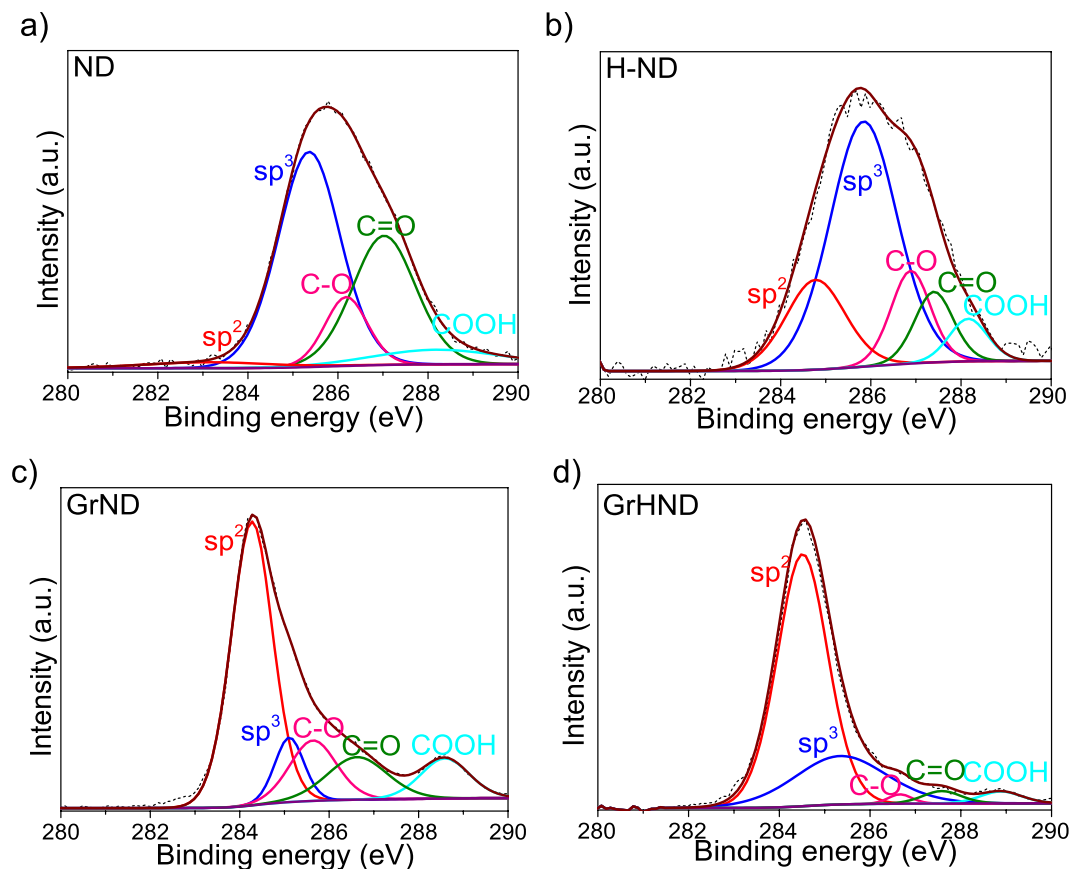 a)
ND
sp³
C=O
C-O
sp²
COOH
Intensity (a.u.)
280 282 284 286 288 290
Binding energy (eV)
b)
H-ND
sp³
sp²
C-O
C=O
COOH
Intensity (a.u.)
280 282 284 286 288 290
Binding energy (eV)
c)
GrND
sp²
sp³
C-O
C=O
COOH
Intensity (a.u.)
280 282 284 286 288 290
Binding energy (eV)
d)
GrHND
sp²
sp³
C-O
C=O
COOH
Intensity (a.u.)
280 282 284 286 288 290
Binding energy (eV)